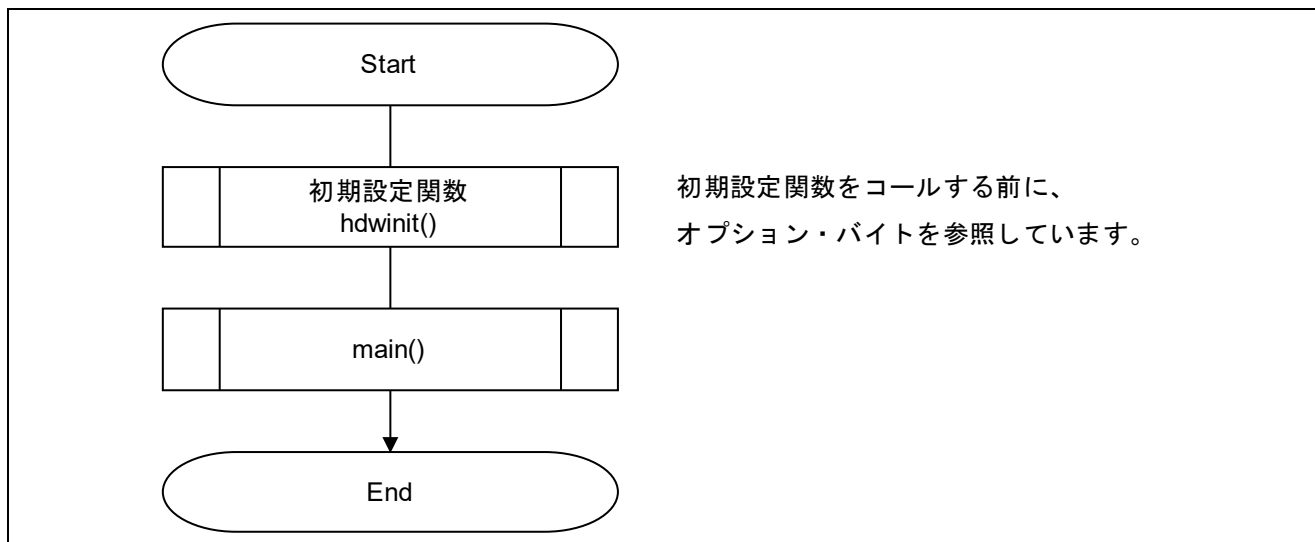 Start
初期設定関数
hdwinit()
初期設定関数をコールする前に、
オプション・バイトを参照しています。
main()
End